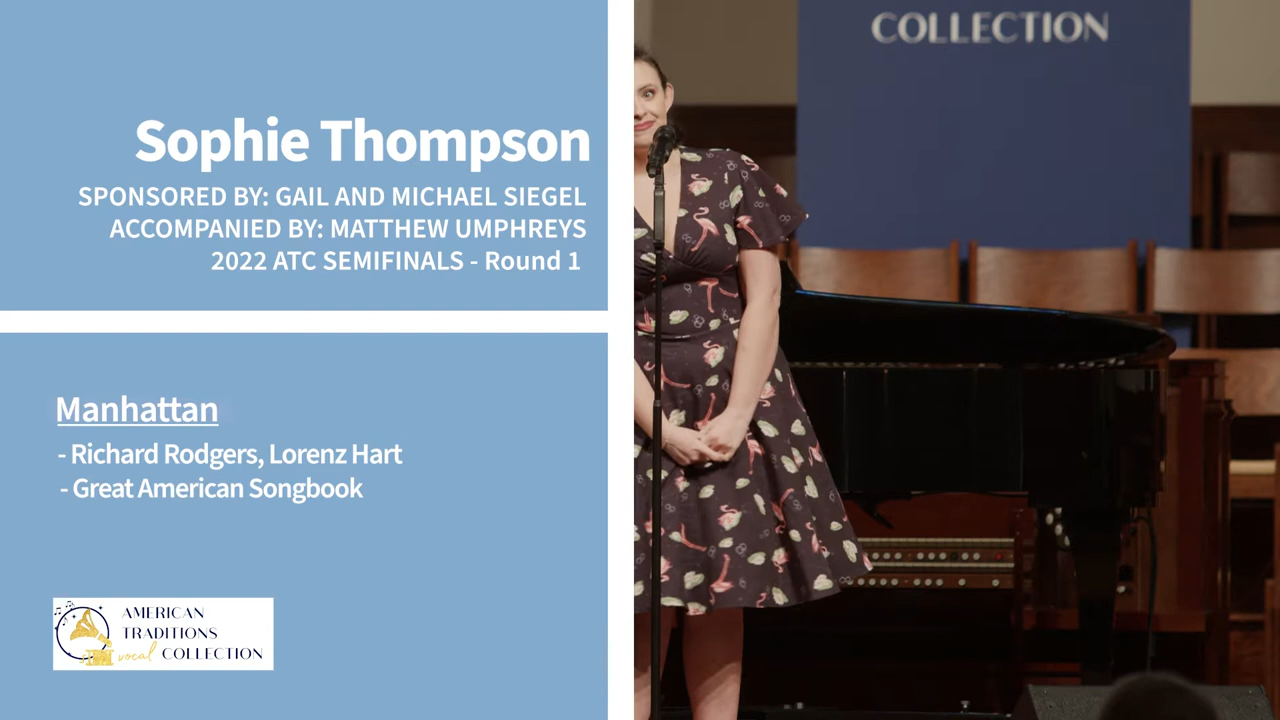 Sophie Thompson
SPONSORED BY: GAIL AND MICHAEL SIEGEL
ACCOMPANIED BY: MATTHEW UMPHREYS
2022 ATC SEMIFINALS - Round 1
Manhattan
- Richard Rodgers, Lorenz Hart
- Great American Songbook
AMERICAN
TRADITIONS
vocal COLLECTION
COLLECTION